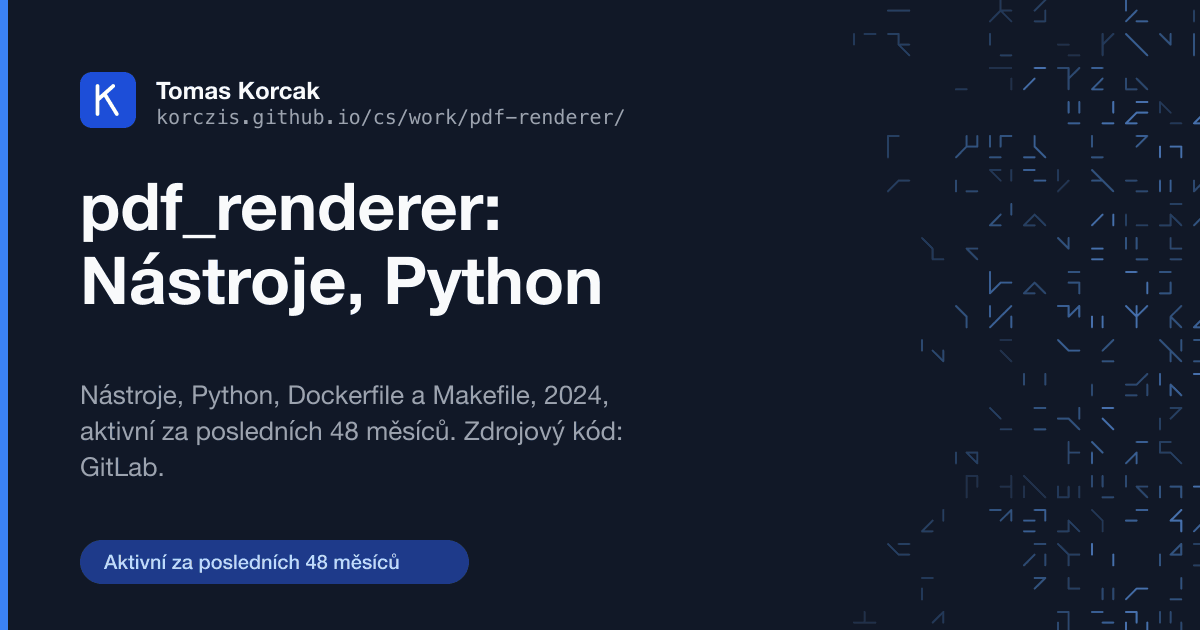 K
Tomas Korcak
korczis.github.io/cs/work/pdf-renderer/
pdf_renderer:
Nástroje, Python
Nástroje, Python, Dockerfile a Makefile, 2024,
aktivní za posledních 48 měsíců. Zdrojový kód:
GitLab.
Aktivní za posledních 48 měsíců